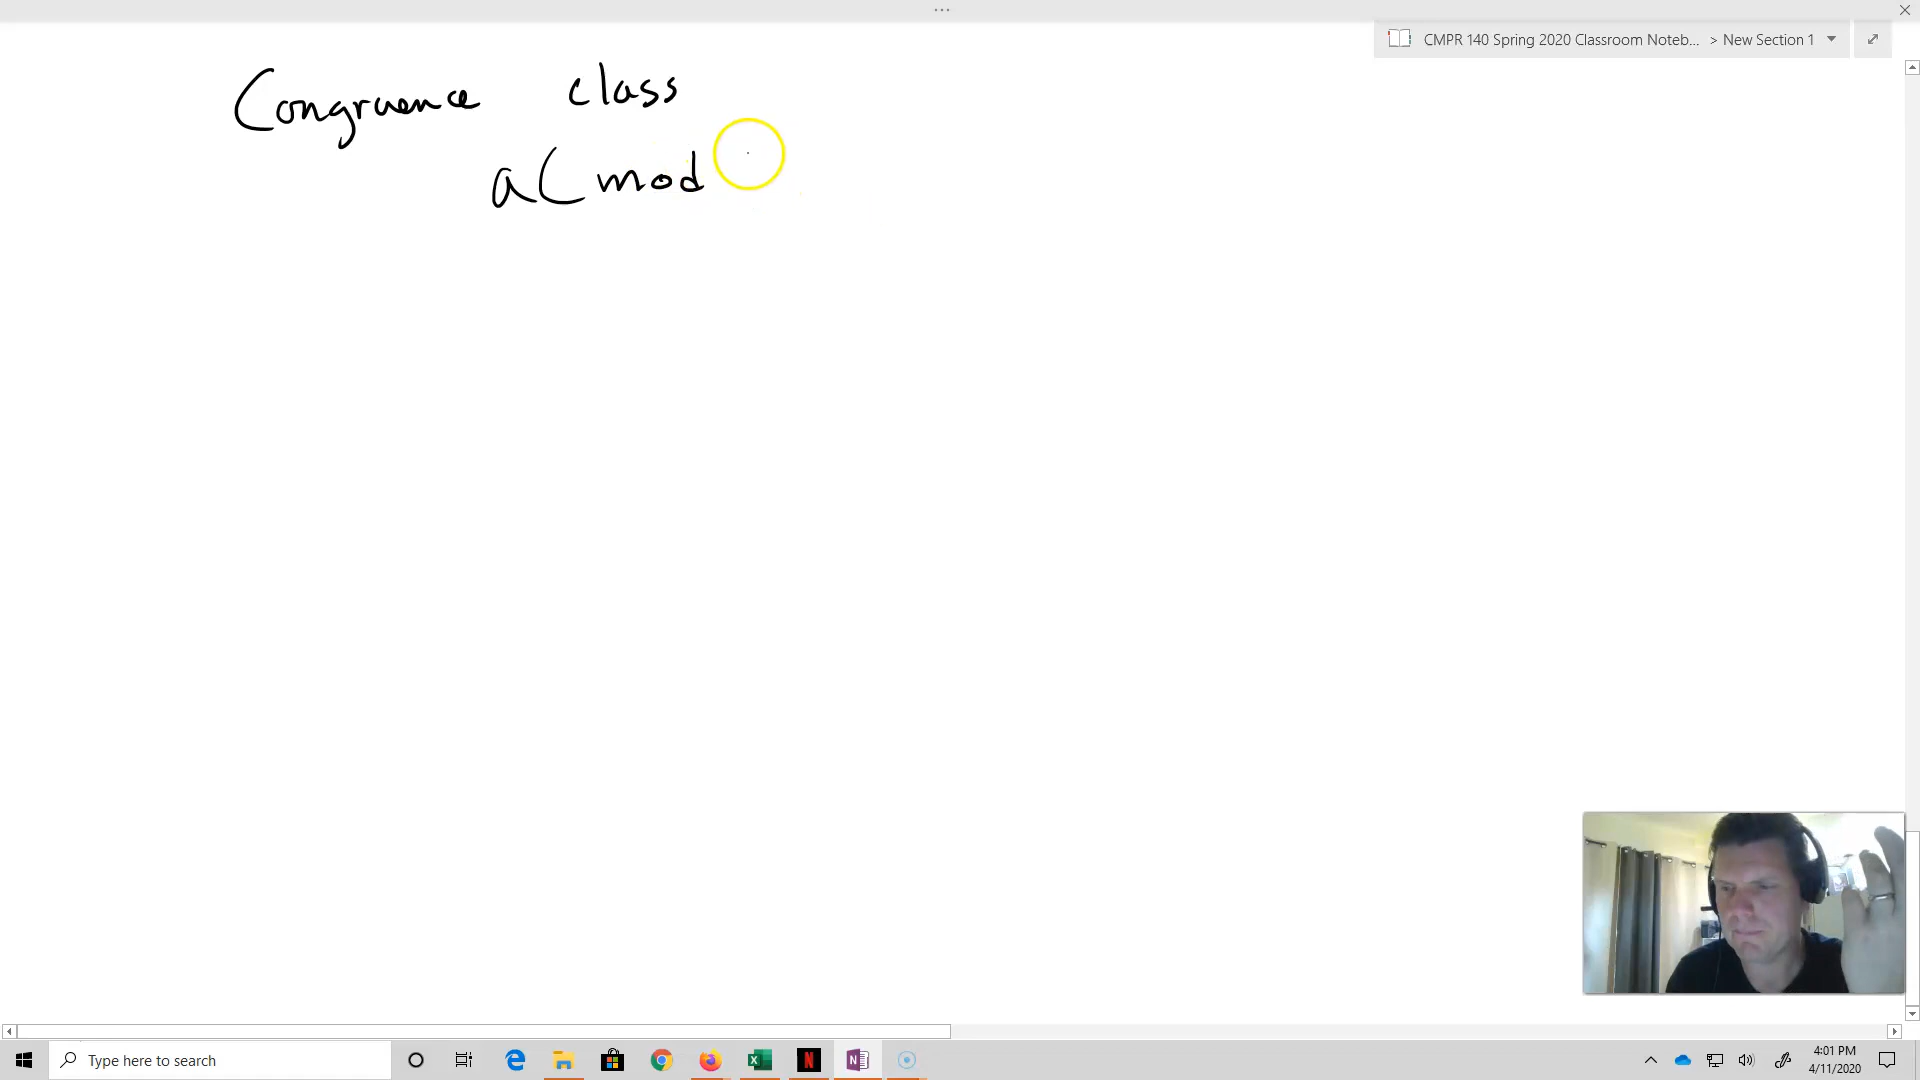 CMPR 140 Spring 2020 Classroom Noteb... > New Section 1
Congruence class
a( mod
Type here to search
4:01 PM
4/11/2020